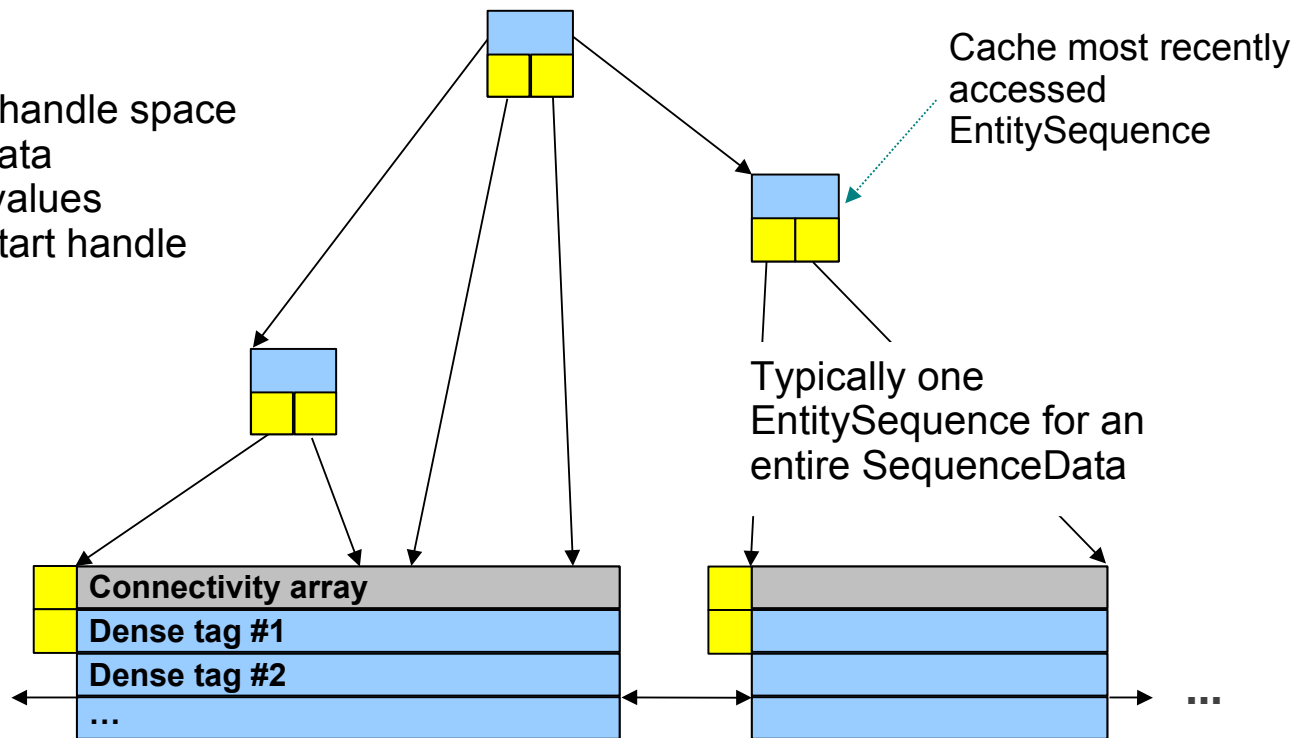 Cache most recently
accessed
EntitySequence
handle space
ata
values
tart handle
Typically one
EntitySequence for an
entire SequenceData
Connectivity array
Dense tag #1
Dense tag #2
…
...